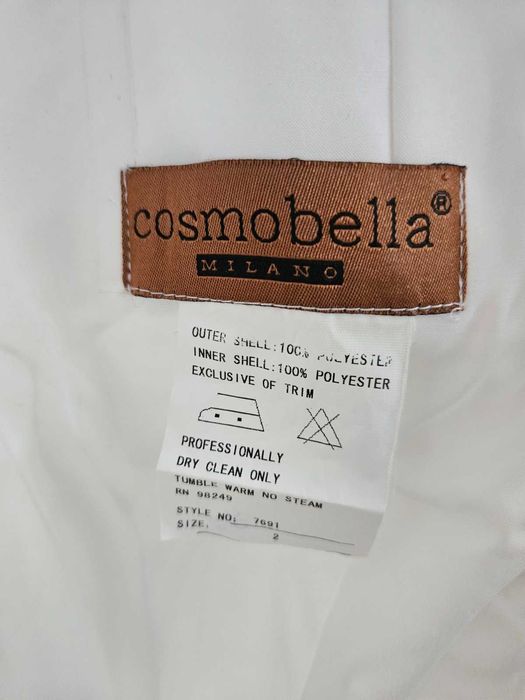 cosmobella®
MILANO
OUTER SHELL:100% POLYESTER
INNER SHELL:100% POLYESTER
EXCLUSIVE OF TRIM
PROFESSIONALLY
DRY CLEAN ONLY
TUMBLE WARM NO STEAM
RN 98249
STYLE NO: 7691
SIZE: 2